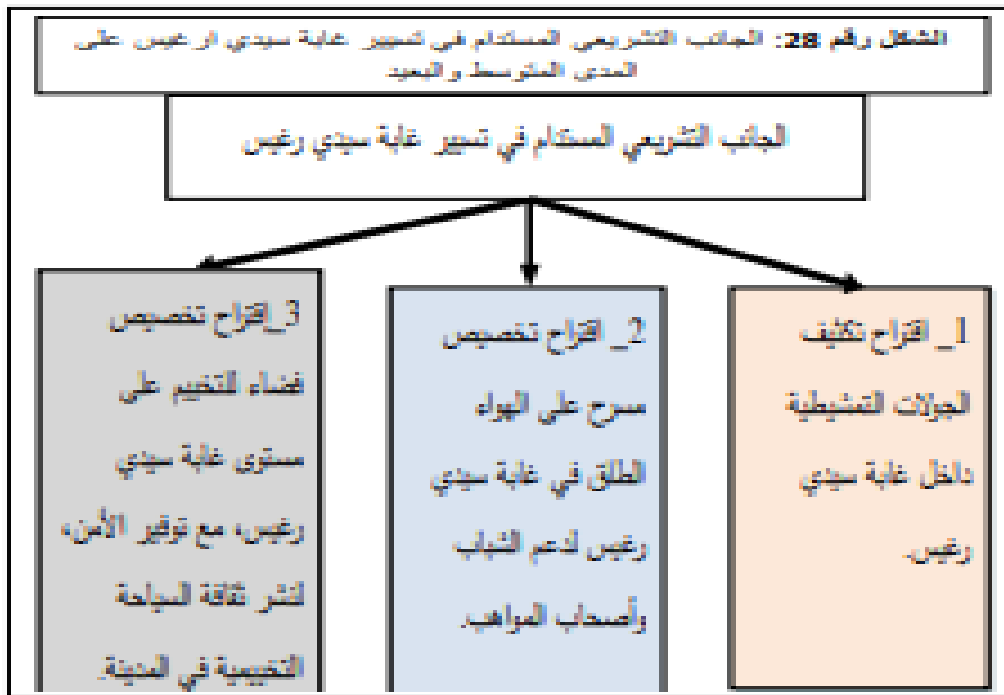 الشكل رقم 28: الجانب التشريعي المستدام في تسيير غابة سيدي ارغيس على
المدى المتوسط والبعيد
الجانب التشريعي المستدام في تسيير غابة سيدي رغيس
1_ اقتراح تكثيف
الجولات التمشيطية
داخل غابة سيدي
رغيس.
2_ اقتراح تخصيص
مسرح على الهواء
الطلق في غابة سيدي
رغيس لدعم الشباب
وأصحاب المواهب.
3_اقتراح تخصيص
فضاء للتخييم على
مستوى غابة سيدي
رغيس، مع توفير الأمن،
لنشر ثقافة السياحة
التخييمية في المدينة.